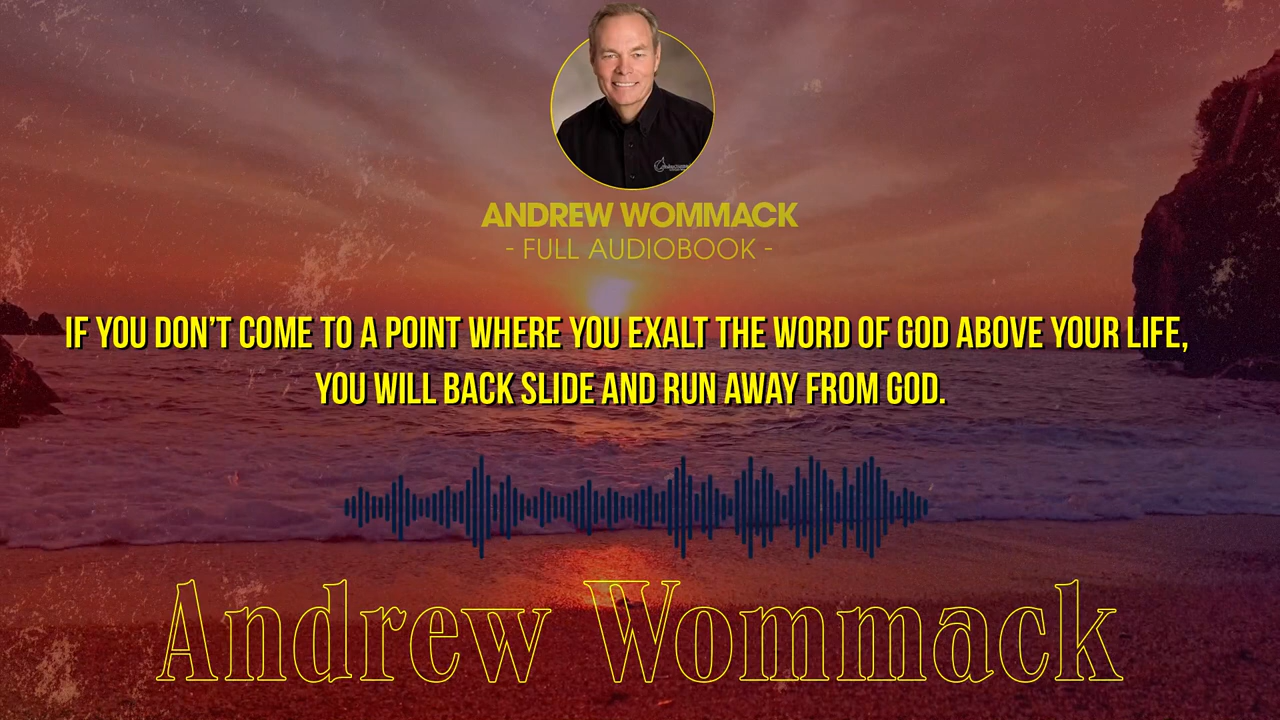 ANDREW WOMMACK
- FULL AUDIOBOOK -
IF YOU DON'T COME TO A POINT WHERE YOU EXALT THE WORD OF GOD ABOVE YOUR LIFE,
YOU WILL BACK SLIDE AND RUN AWAY FROM GOD.
Andrew Wommack